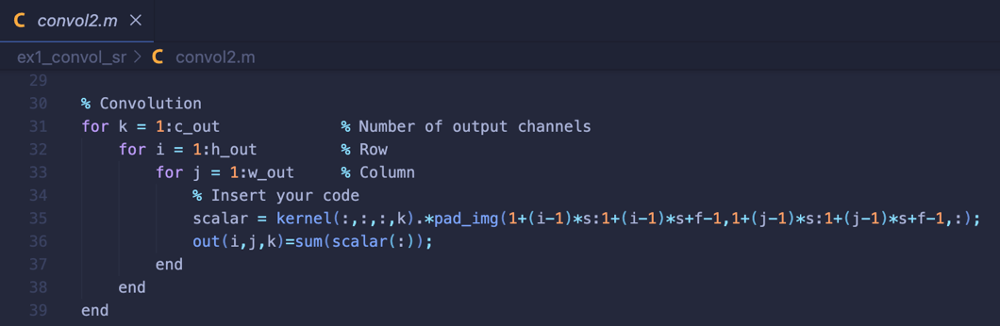 C convol2.m ×
ex1_convol_sr > C convol2.m
29
30 % Convolution
31 for k = 1:c_out % Number of output channels
32 for i = 1:h_out % Row
33 for j = 1:w_out % Column
34 % Insert your code
35 scalar = kernel(:,:,:,k).*pad_img(1+(i-1)*s:1+(i-1)*s+f-1,1+(j-1)*s:1+(j-1)*s+f-1,:);
36 out(i,j,k)=sum(scalar(:));
37 end
38 end
39 end